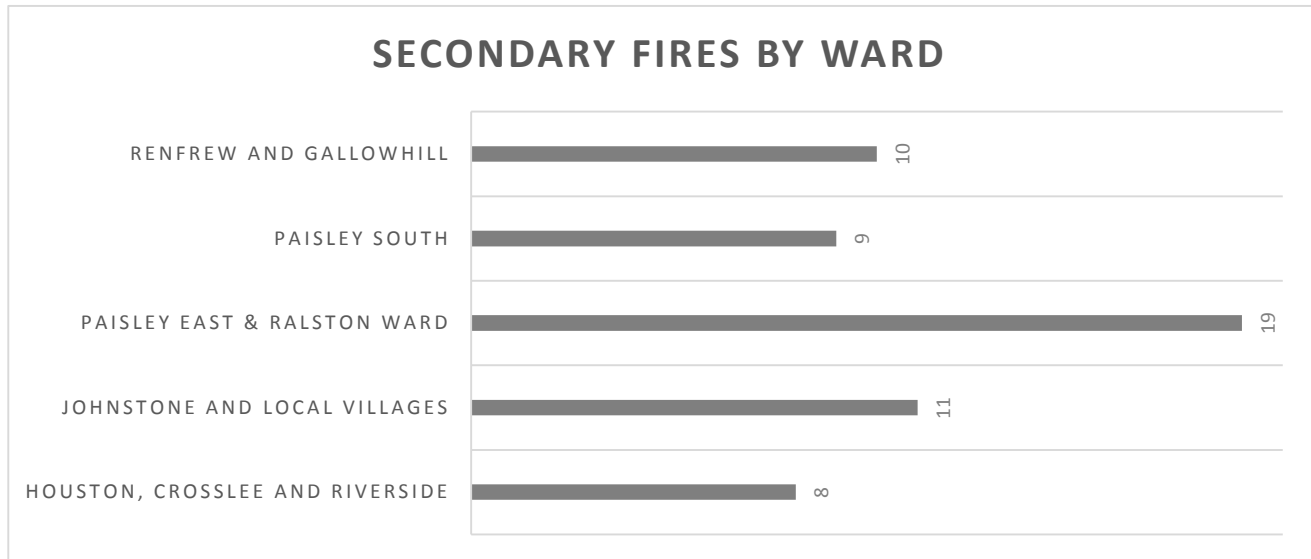 SECONDARY FIRES BY WARD
RENFREW AND GALLOWHILL
10
PAISLEY SOUTH
9
PAISLEY EAST & RALSTON WARD
19
JOHNSTONE AND LOCAL VILLAGES
11
HOUSTON, CROSSLEE AND RIVERSIDE
8